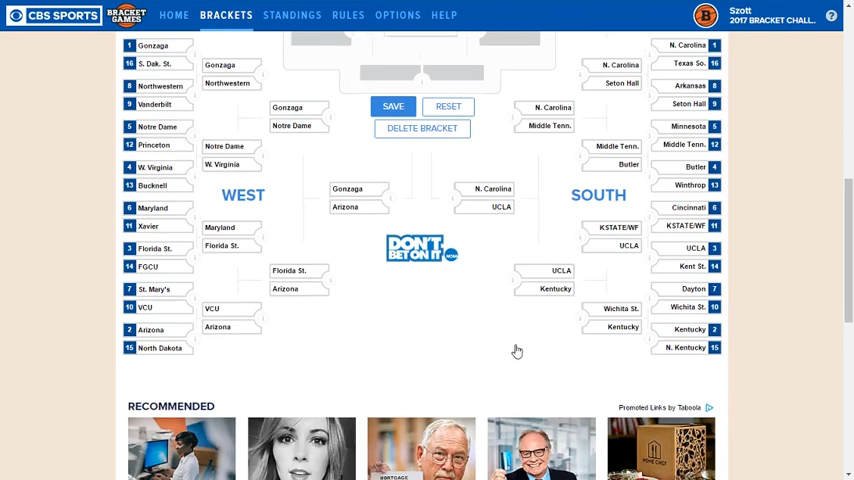 CBS SPORTS
BRACKET GAMES
HOME
BRACKETS
STANDINGS
RULES
OPTIONS
HELP
Szott
2017 BRACKET CHALL..
?
1 Gonzaga
16 S. Dak. St.
8 Northwestern
9 Vanderbilt
5 Notre Dame
12 Princeton
4 W. Virginia
13 Bucknell
6 Maryland
11 Xavier
3 Florida St.
14 FGCU
7 St. Mary's
10 VCU
2 Arizona
15 North Dakota
Gonzaga
Northwestern
Notre Dame
W. Virginia
WEST
Maryland
Florida St.
VCU
Arizona
Gonzaga
Notre Dame
Florida St.
Arizona
Gonzaga
Arizona
SAVE
RESET
DELETE BRACKET
DON'T
BET ON IT
NCAA
N. Carolina
UCLA
N. Carolina
Middle Tenn.
UCLA
Kentucky
N. Carolina
Seton Hall
Middle Tenn.
Butler
SOUTH
KSTATE/WF
UCLA
Wichita St.
Kentucky
N. Carolina 1
Texas So. 16
Arkansas 8
Seton Hall 9
Minnesota 5
Middle Tenn. 12
Butler 4
Winthrop 13
Cincinnati 6
KSTATE/WF 11
UCLA 3
Kent St. 14
Dayton 7
Wichita St. 10
Kentucky 2
N. Kentucky 15
RECOMMENDED
Promoted Links by Taboola
HOME CHEF